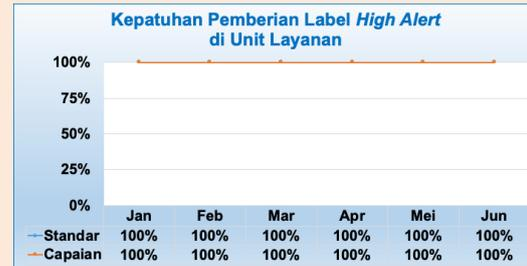 Kepatuhan Pemberian Label High Alert
di Unit Layanan
100%
75%
50%
25%
0%
Jan Feb Mar Apr Mei Jun
Standar 100% 100% 100% 100% 100% 100%
Capaian 100% 100% 100% 100% 100% 100%